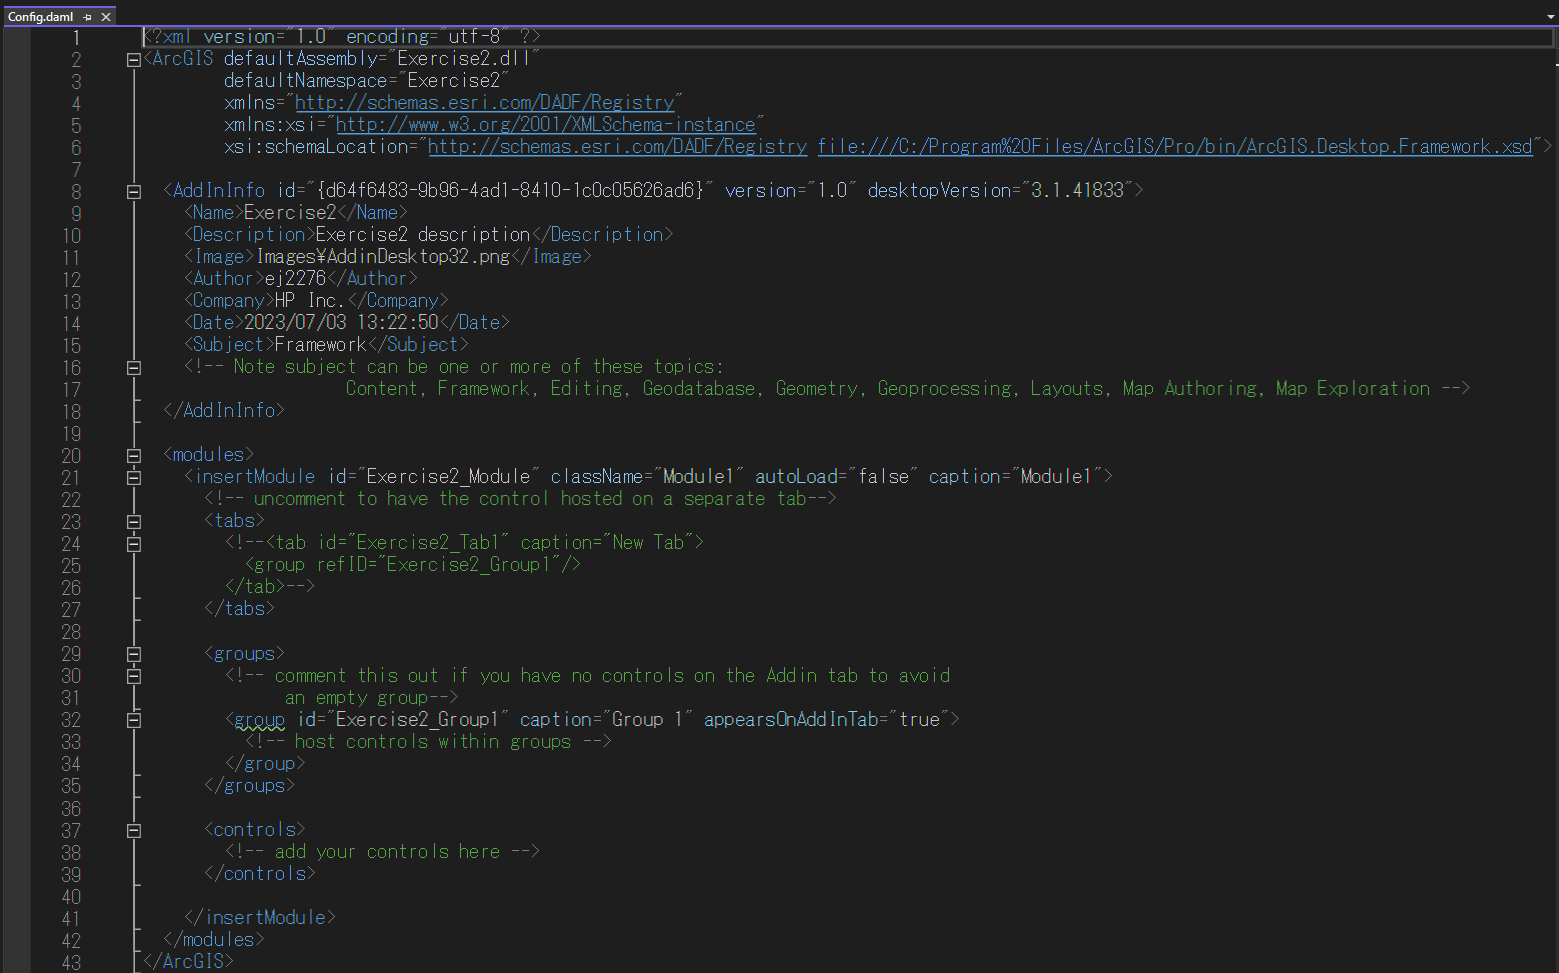 Config.daml
1 <?xml version="1.0" encoding="utf-8" ?>
2 <ArcGIS defaultAssembly="Exercise2.dll"
3 defaultNamespace="Exercise2"
4 xmlns="http://schemas.esri.com/DADF/Registry"
5 xmlns:xsi="http://www.w3.org/2001/XMLSchema-instance"
6 xsi:schemaLocation="http://schemas.esri.com/DADF/Registry file:///C:/Program%20Files/ArcGIS/Pro/bin/ArcGIS.Desktop.Framework.xsd">
7
8 <AddInInfo id="{d64f6483-9b96-4ad1-8410-1c0c05626ad6}" version="1.0" desktopVersion="3.1.41833">
9 <Name>Exercise2</Name>
10 <Description>Exercise2 description</Description>
11 <Image>Images¥AddinDesktop32.png</Image>
12 <Author>ej2276</Author>
13 <Company>HP Inc.</Company>
14 <Date>2023/07/03 13:22:50</Date>
15 <Subject>Framework</Subject>
16 <!-- Note subject can be one or more of these topics:
17 Content, Framework, Editing, Geodatabase, Geometry, Geoprocessing, Layouts, Map Authoring, Map Exploration -->
18 </AddInInfo>
19
20 <modules>
21 <insertModule id="Exercise2_Module" className="Module1" autoLoad="false" caption="Module1">
22 <!-- uncomment to have the control hosted on a separate tab-->
23 <tabs>
24 <!--<tab id="Exercise2_Tab1" caption="New Tab">
25 <group refID="Exercise2_Group1"/>
26 </tab>-->
27 </tabs>
28
29 <groups>
30 <!-- comment this out if you have no controls on the Addin tab to avoid
31 an empty group-->
32 <group id="Exercise2_Group1" caption="Group 1" appearsOnAddInTab="true">
33 <!-- host controls within groups -->
34 </group>
35 </groups>
36
37 <controls>
38 <!-- add your controls here -->
39 </controls>
40
41 </insertModule>
42 </modules>
43 </ArcGIS>